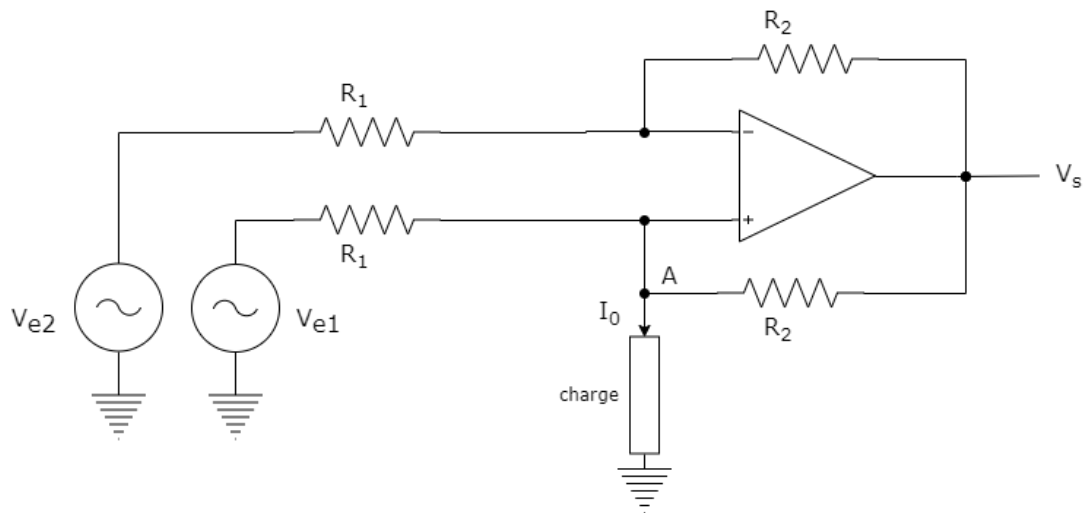 R₂
R₁
−
Vₛ
+
R₁
A
Vₑ₂
Vₑ₁
I₀
R₂
charge